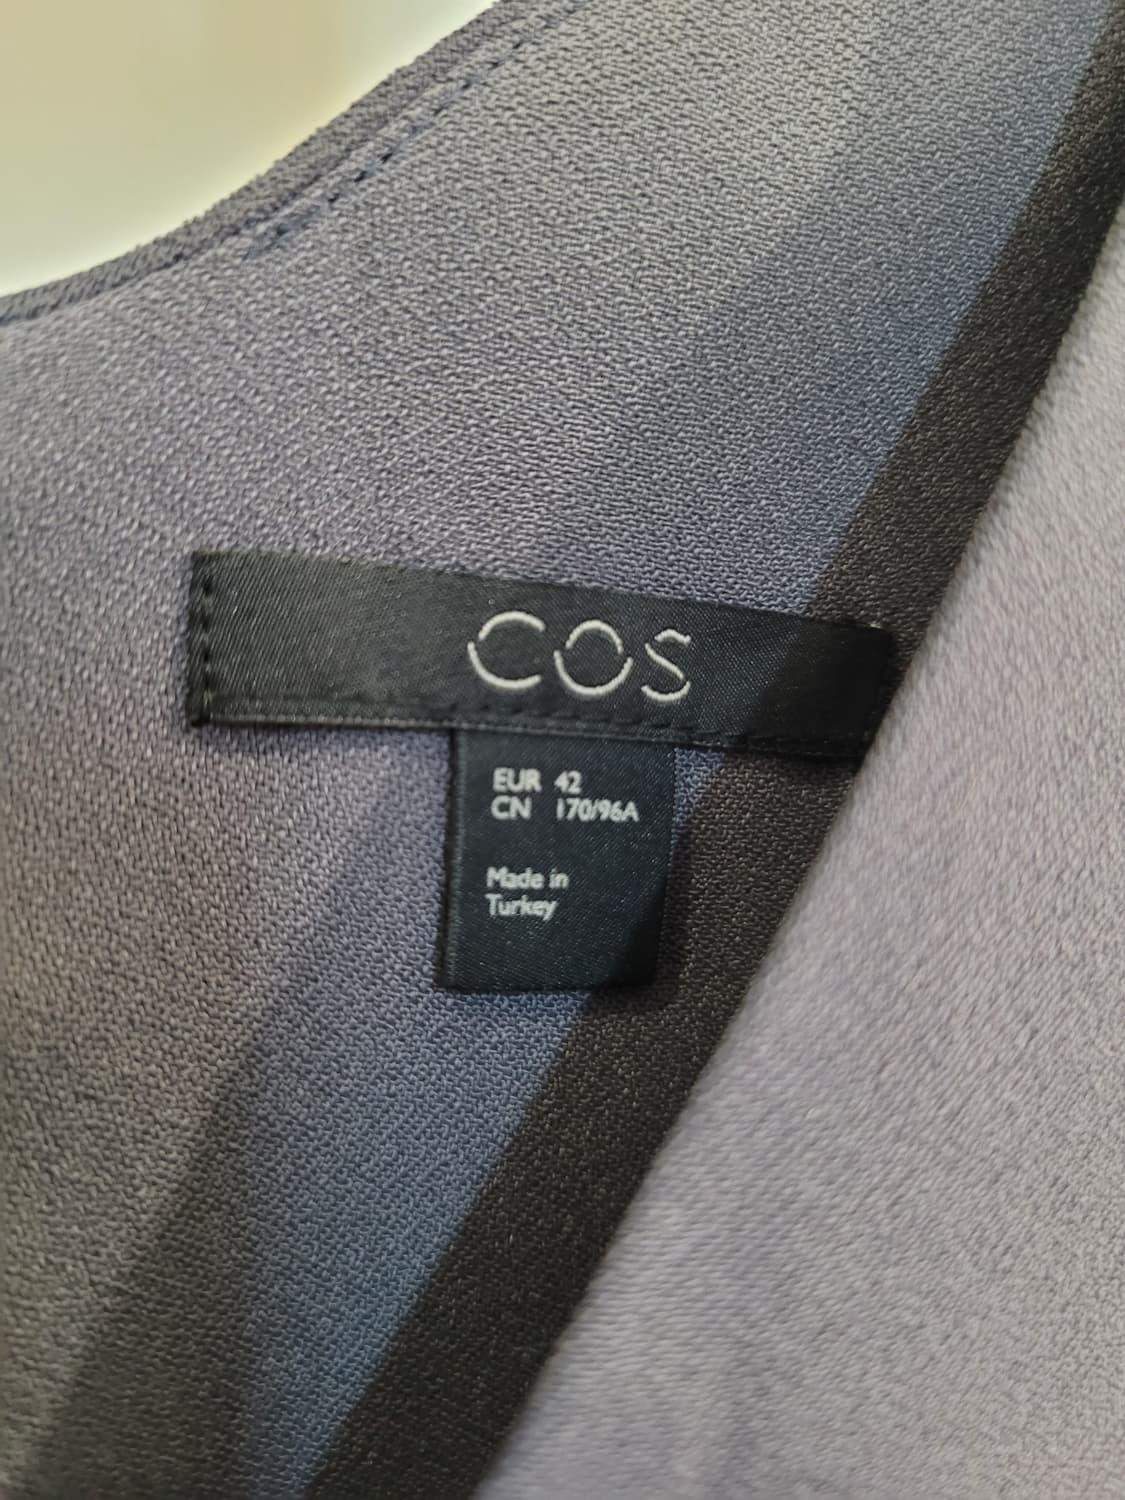 COS
EUR 42
CN 170/96A
Made in
Turkey